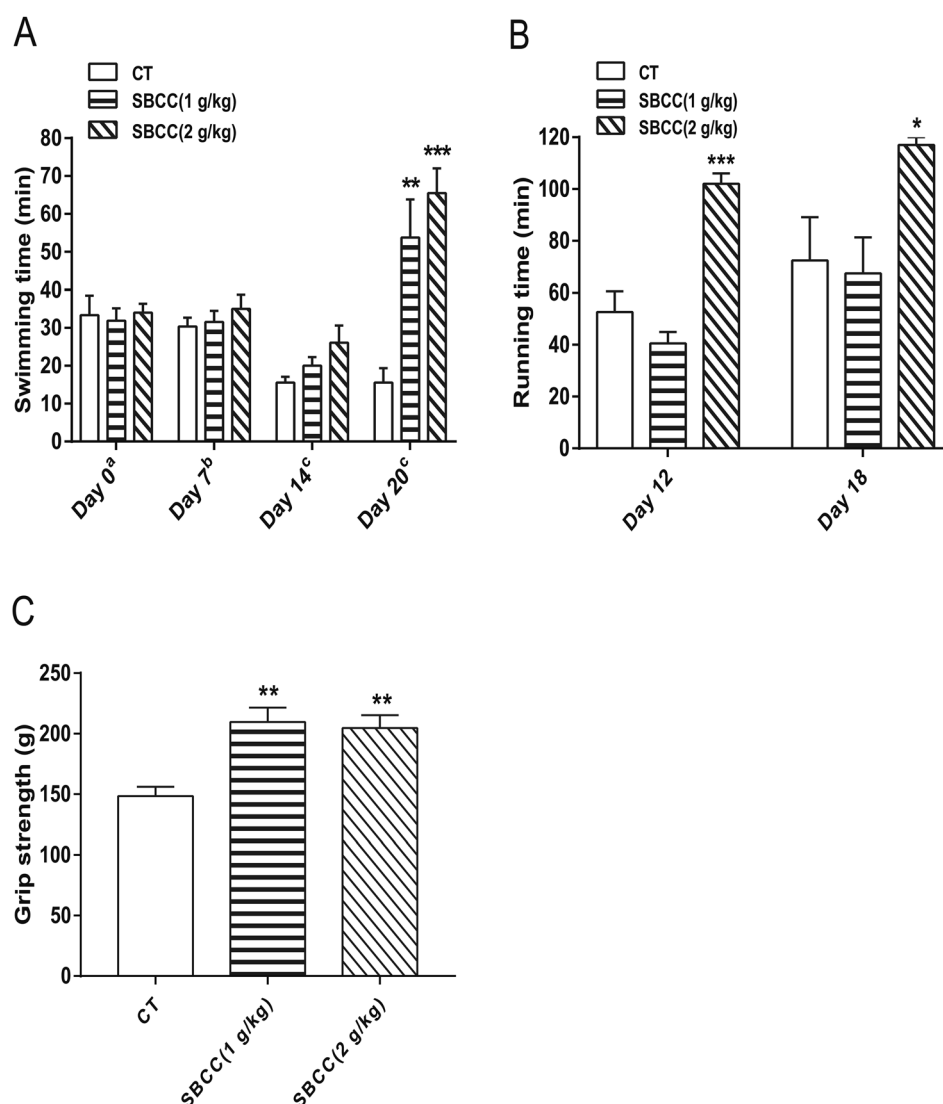 A
CT
SBCC(1 g/kg)
SBCC(2 g/kg)
Swimming time (min)
80
70
60
50
40
30
20
10
0
**
***
Day 0ᵃ
Day 7ᵇ
Day 14ᶜ
Day 20ᶜ
B
CT
SBCC(1 g/kg)
SBCC(2 g/kg)
Running time (min)
120
100
80
60
40
20
0
***
*
Day 12
Day 18
C
Grip strength (g)
250
200
150
100
50
0
**
**
CT
SBCC(1 g/kg)
SBCC(2 g/kg)